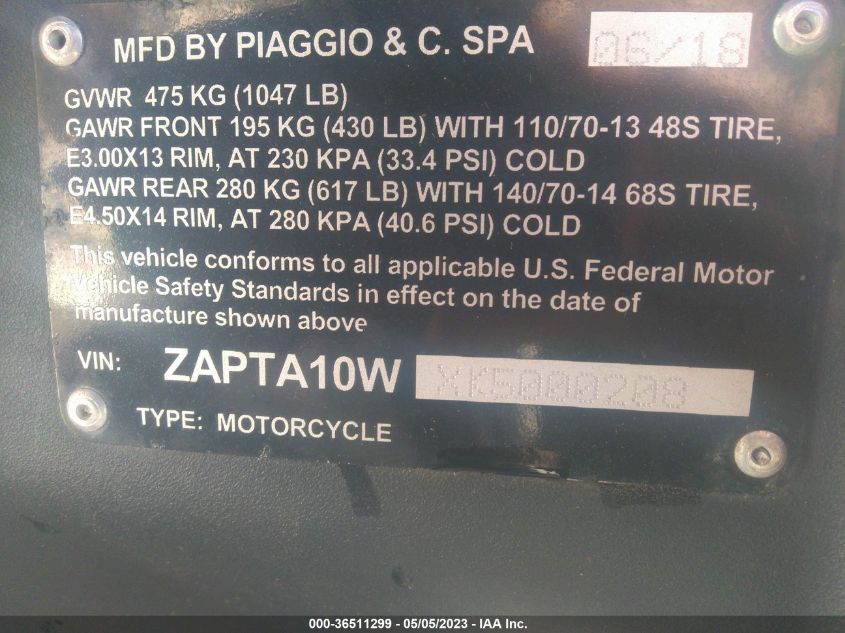 MFD BY PIAGGIO & C. SPA 06/18
GVWR 475 KG (1047 LB)
GAWR FRONT 195 KG (430 LB) WITH 110/70-13 48S TIRE,
E3.00X13 RIM, AT 230 KPA (33.4 PSI) COLD
GAWR REAR 280 KG (617 LB) WITH 140/70-14 68S TIRE,
E4.50X14 RIM, AT 280 KPA (40.6 PSI) COLD
This vehicle conforms to all applicable U.S. Federal Motor
Vehicle Safety Standards in effect on the date of
manufacture shown above
VIN: ZAPTA10W XK5000208
TYPE: MOTORCYCLE
000-36511299 - 05/05/2023 - IAA Inc.